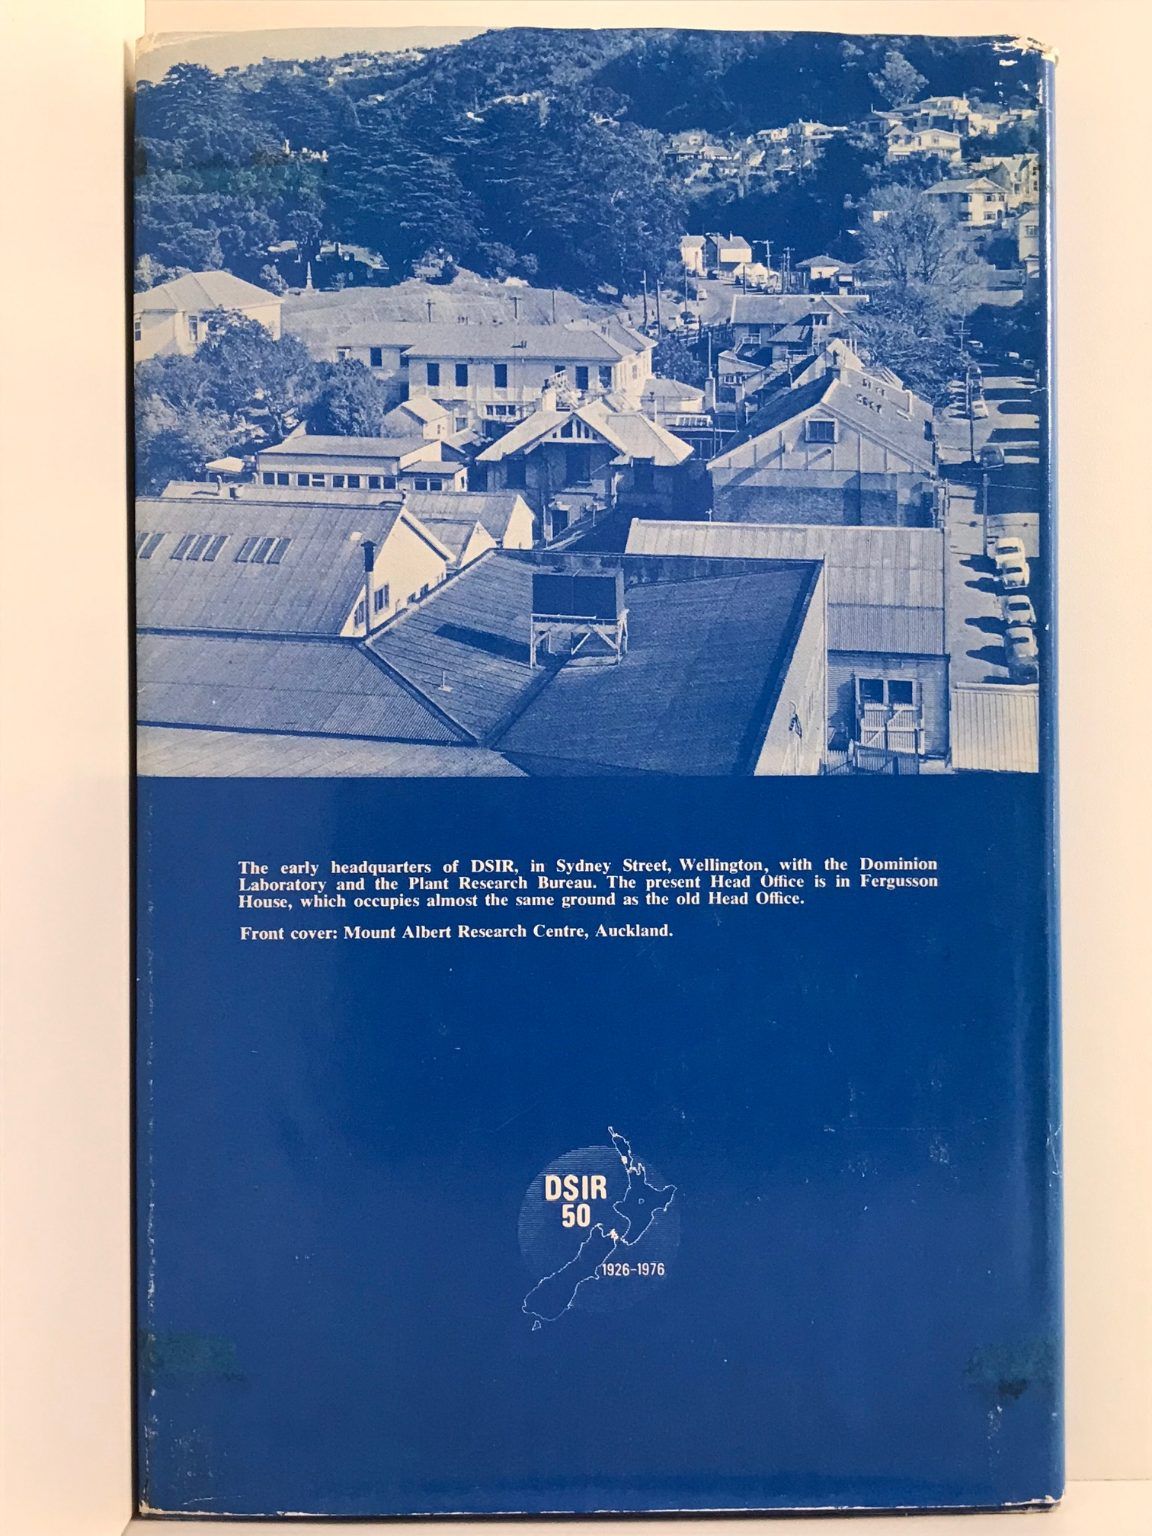 The early headquarters of DSIR, in Sydney Street, Wellington, with the Dominion
Laboratory and the Plant Research Bureau. The present Head Office is in Fergusson
House, which occupies almost the same ground as the old Head Office.
Front cover: Mount Albert Research Centre, Auckland.
DSIR
50
1926-1976